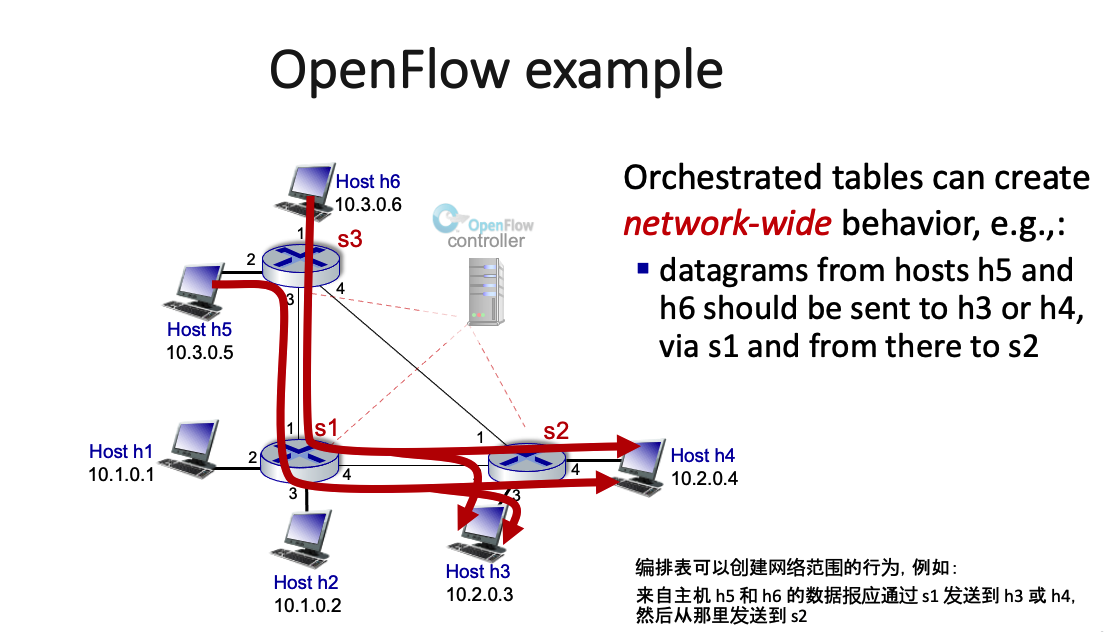 OpenFlow example
Host h6
10.3.0.6
1
s3
2
3
4
OpenFlow
controller
Host h5
10.3.0.5
Orchestrated tables can create
network-wide behavior, e.g.,:
datagrams from hosts h5 and
h6 should be sent to h3 or h4,
via s1 and from there to s2
1
s1
2
3
4
Host h1
10.1.0.1
1
s2
4
3
Host h4
10.2.0.4
Host h2
10.1.0.2
Host h3
10.2.0.3
编排表可以创建网络范围的行为, 例如:
来自主机 h5 和 h6 的数据报应通过 s1 发送到 h3 或 h4,
然后从那里发送到 s2